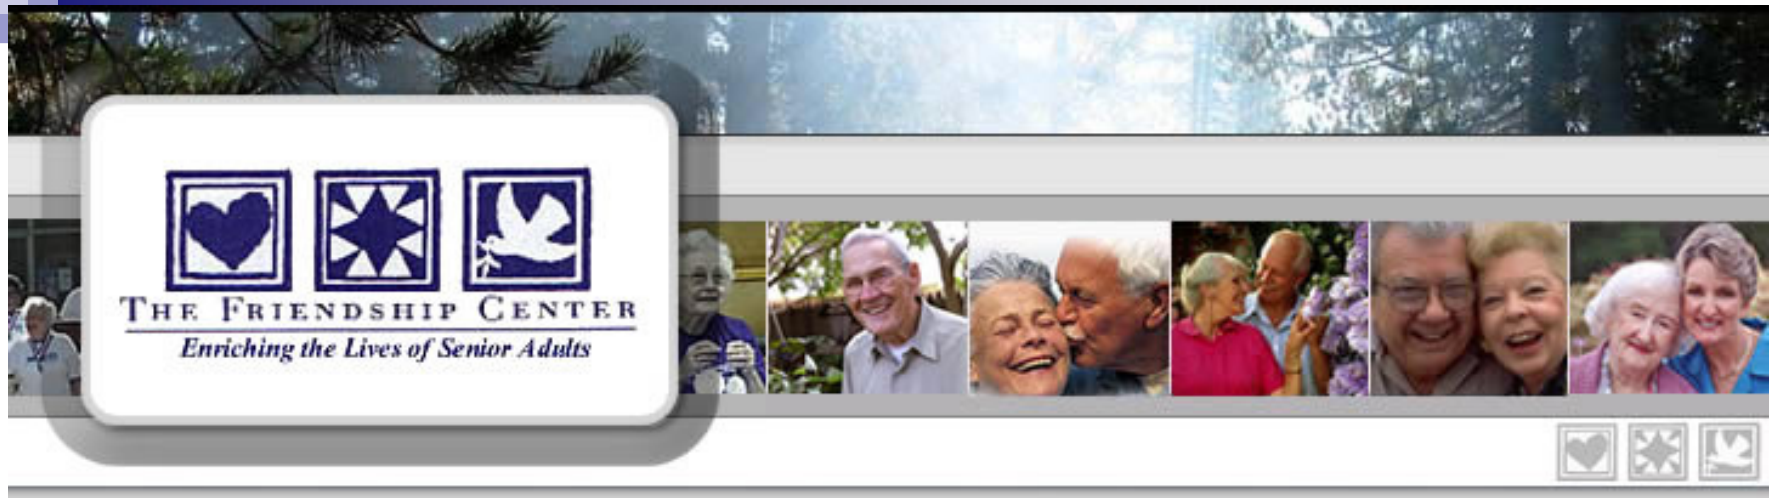 THE FRIENDSHIP CENTER
Enriching the Lives of Senior Adults